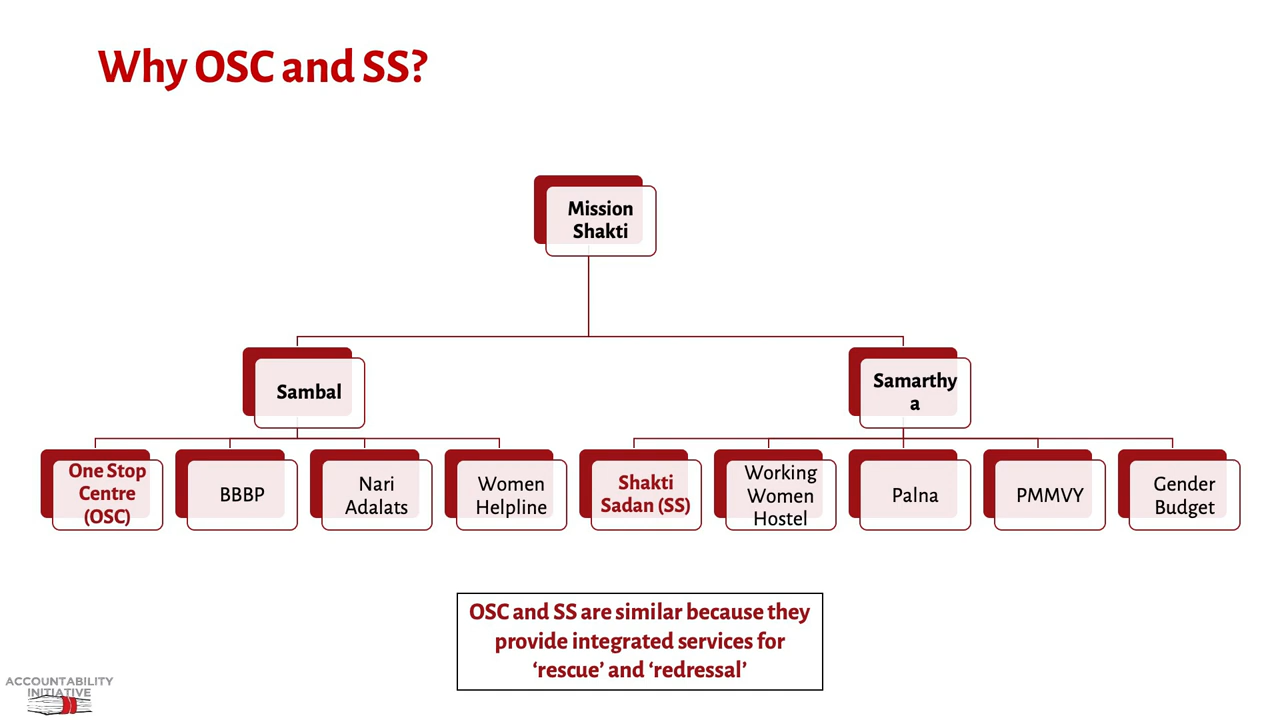 Why OSC and SS?
Mission
Shakti
Sambal
Samarthy
a
One Stop
Centre
(OSC)
BBBP
Nari
Adalats
Women
Helpline
Shakti
Sadan (SS)
Working
Women
Hostel
Palna
PMMVY
Gender
Budget
OSC and SS are similar because they
provide integrated services for
‘rescue’ and ‘redressal’
ACCOUNTABILITY
INITIATIVE